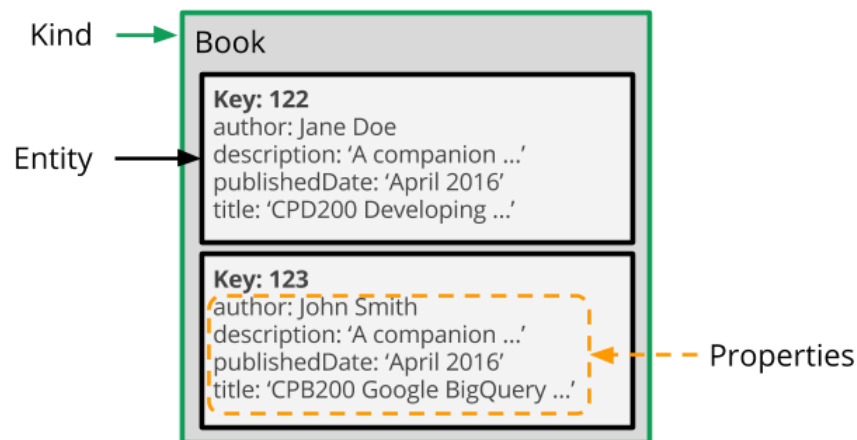 Kind
Book
Key: 122
author: Jane Doe
Entity
description: ‘A companion ...’
publishedDate: ‘April 2016’
title: ‘CPD200 Developing ...’
Key: 123
author: John Smith
description: ‘A companion ...’
publishedDate: ‘April 2016’
Properties
title: ‘CPB200 Google BigQuery ...’